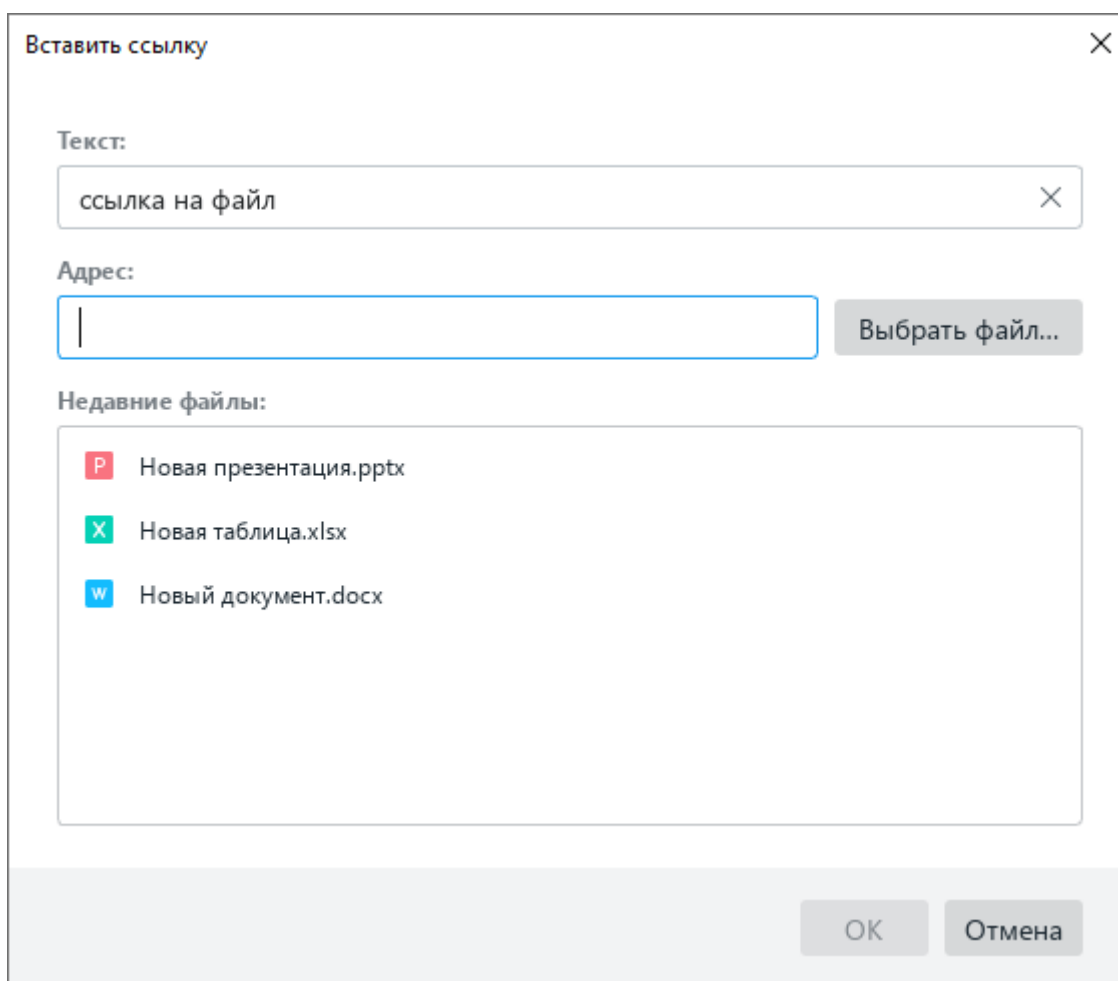 Вставить ссылку
Текст:
ссылка на файл
Адрес:
Выбрать файл...
Недавние файлы:
P Новая презентация.pptx
X Новая таблица.xlsx
W Новый документ.docx
OK Отмена